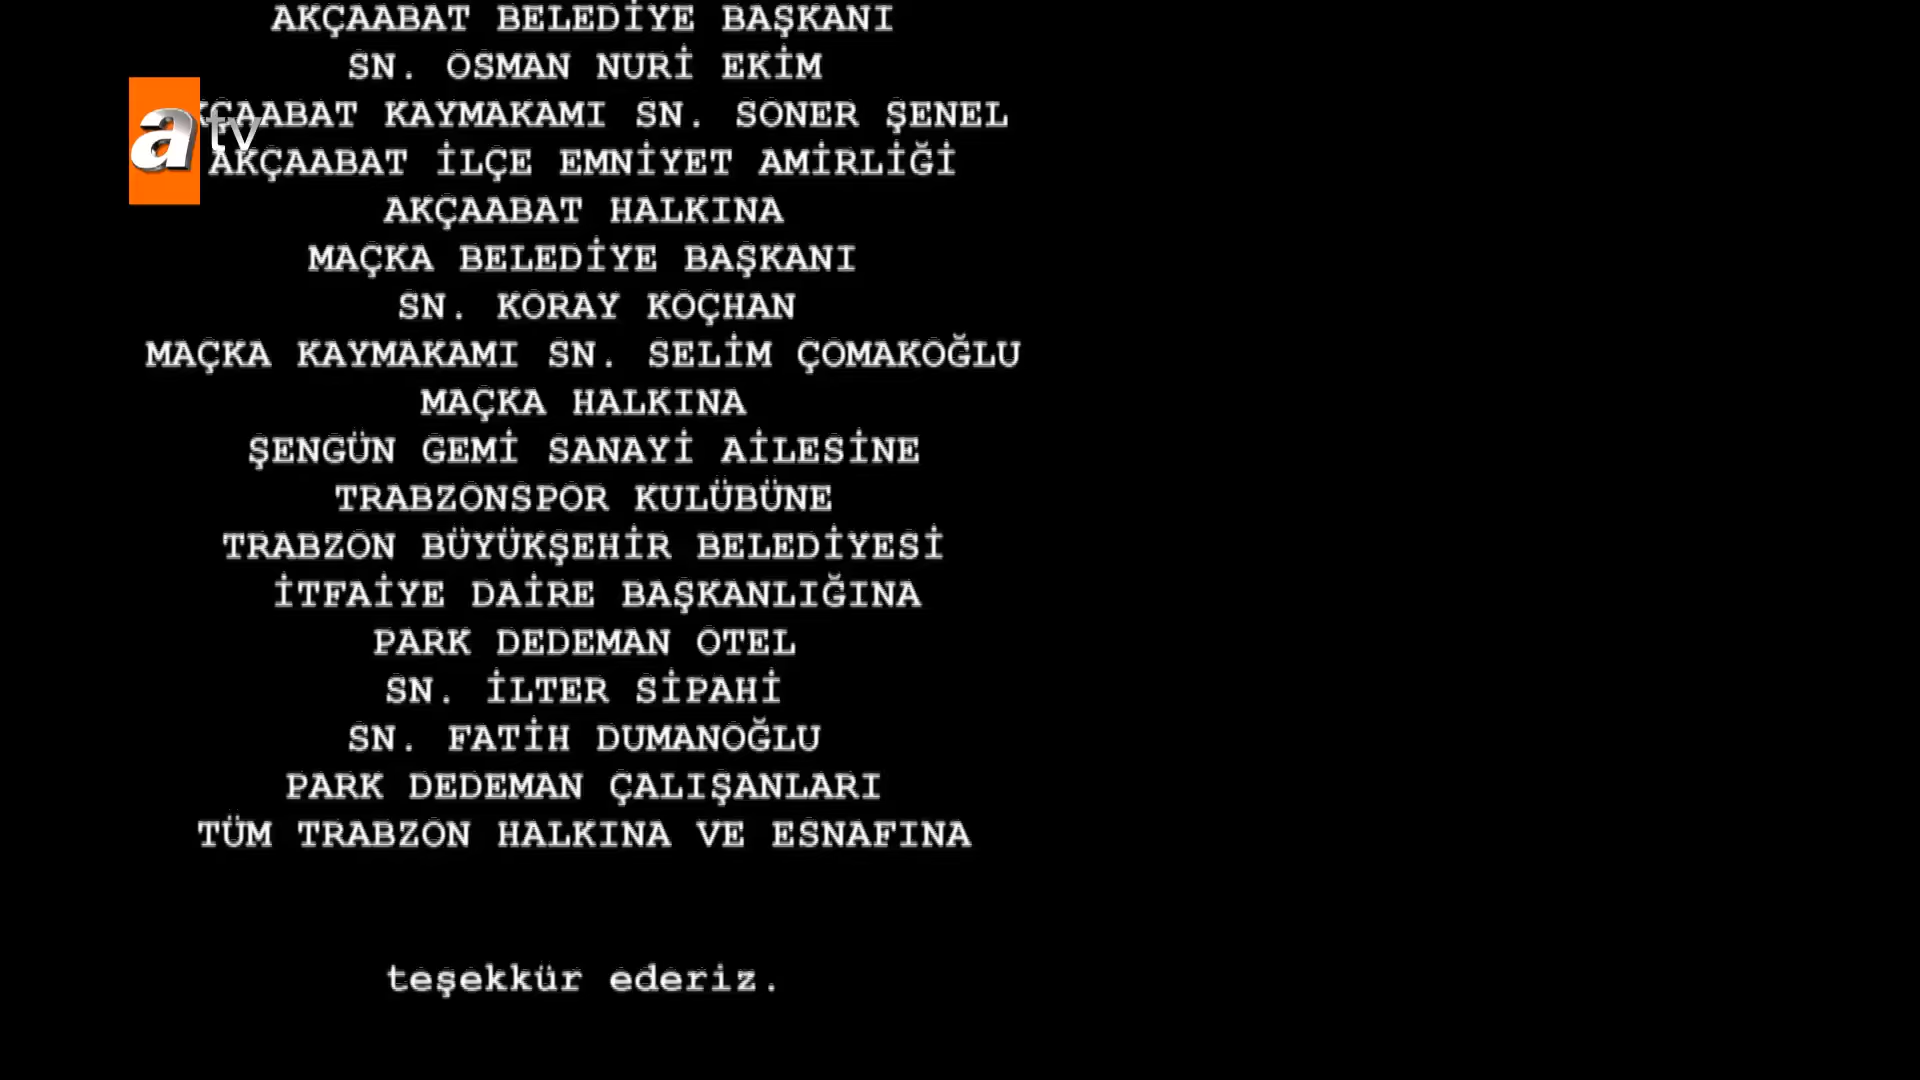 AKÇAABAT BELEDİYE BAŞKANI
SN. OSMAN NURİ EKİM
AKÇAABAT KAYMAKAMI SN. SONER ŞENEL
atv
AKÇAABAT İLÇE EMNİYET AMİRLİĞİ
AKÇAABAT HALKINA
MAÇKA BELEDİYE BAŞKANI
SN. KORAY KOÇHAN
MAÇKA KAYMAKAMI SN. SELİM ÇOMAKOĞLU
MAÇKA HALKINA
ŞENGÜN GEMİ SANAYİ AİLESİNE
TRABZONSPOR KULÜBÜNE
TRABZON BÜYÜKŞEHİR BELEDİYESİ
İTFAİYE DAİRE BAŞKANLIĞINA
PARK DEDEMAN OTEL
SN. İLTER SİPAHİ
SN. FATİH DUMANOĞLU
PARK DEDEMAN ÇALIŞANLARI
TÜM TRABZON HALKINA VE ESNAFINA
teşekkür ederiz.